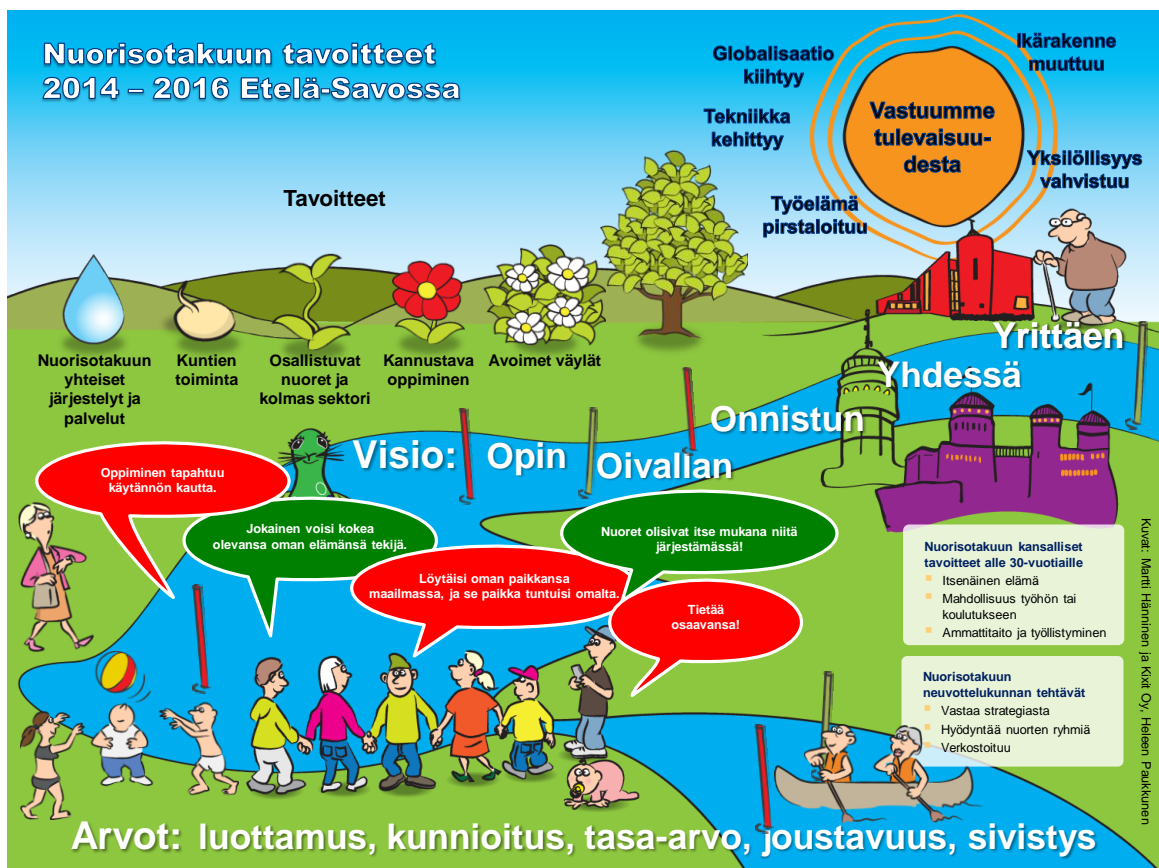 Nuorisotakuun tavoitteet
2014 – 2016 Etelä-Savossa
Globalisaatio
kiihtyy
Ikärakenne
muuttuu
Tekniikka
kehittyy
Vastuumme
tulevaisuu-
desta
Yksilöllisyys
vahvistuu
Työelämä
pirstaloituu
Tavoitteet
Nuorisotakuun
yhteiset
järjestelyt ja
palvelut
Kuntien
toiminta
Osallistuvat
nuoret ja
kolmas sektori
Kannustava
oppiminen
Avoimet väylät
Visio:
Opin
Oivallan
Onnistun
Yhdessä
Yrittäen
Oppiminen tapahtuu
käytännön kautta.
Jokainen voisi kokea
olevansa oman elämänsä tekijä.
Löytäisi oman paikkansa
maailmassa, ja se paikka tuntuisi omalta.
Nuoret olisivat itse mukana niitä
järjestämässä!
Tietää
osaavansa!
Nuorisotakuun kansalliset
tavoitteet alle 30-vuotiaille
Itsenäinen elämä
Mahdollisuus työhön tai
koulutukseen
Ammattitaito ja työllistyminen
Nuorisotakuun
neuvottelukunnan tehtävät
Vastaa strategiasta
Hyödyntää nuorten ryhmiä
Verkostoituu
Kuvat: Martti Hänninen ja Kixit Oy, Heleen Paukkunen
Arvot: luottamus, kunnioitus, tasa-arvo, joustavuus, sivistys